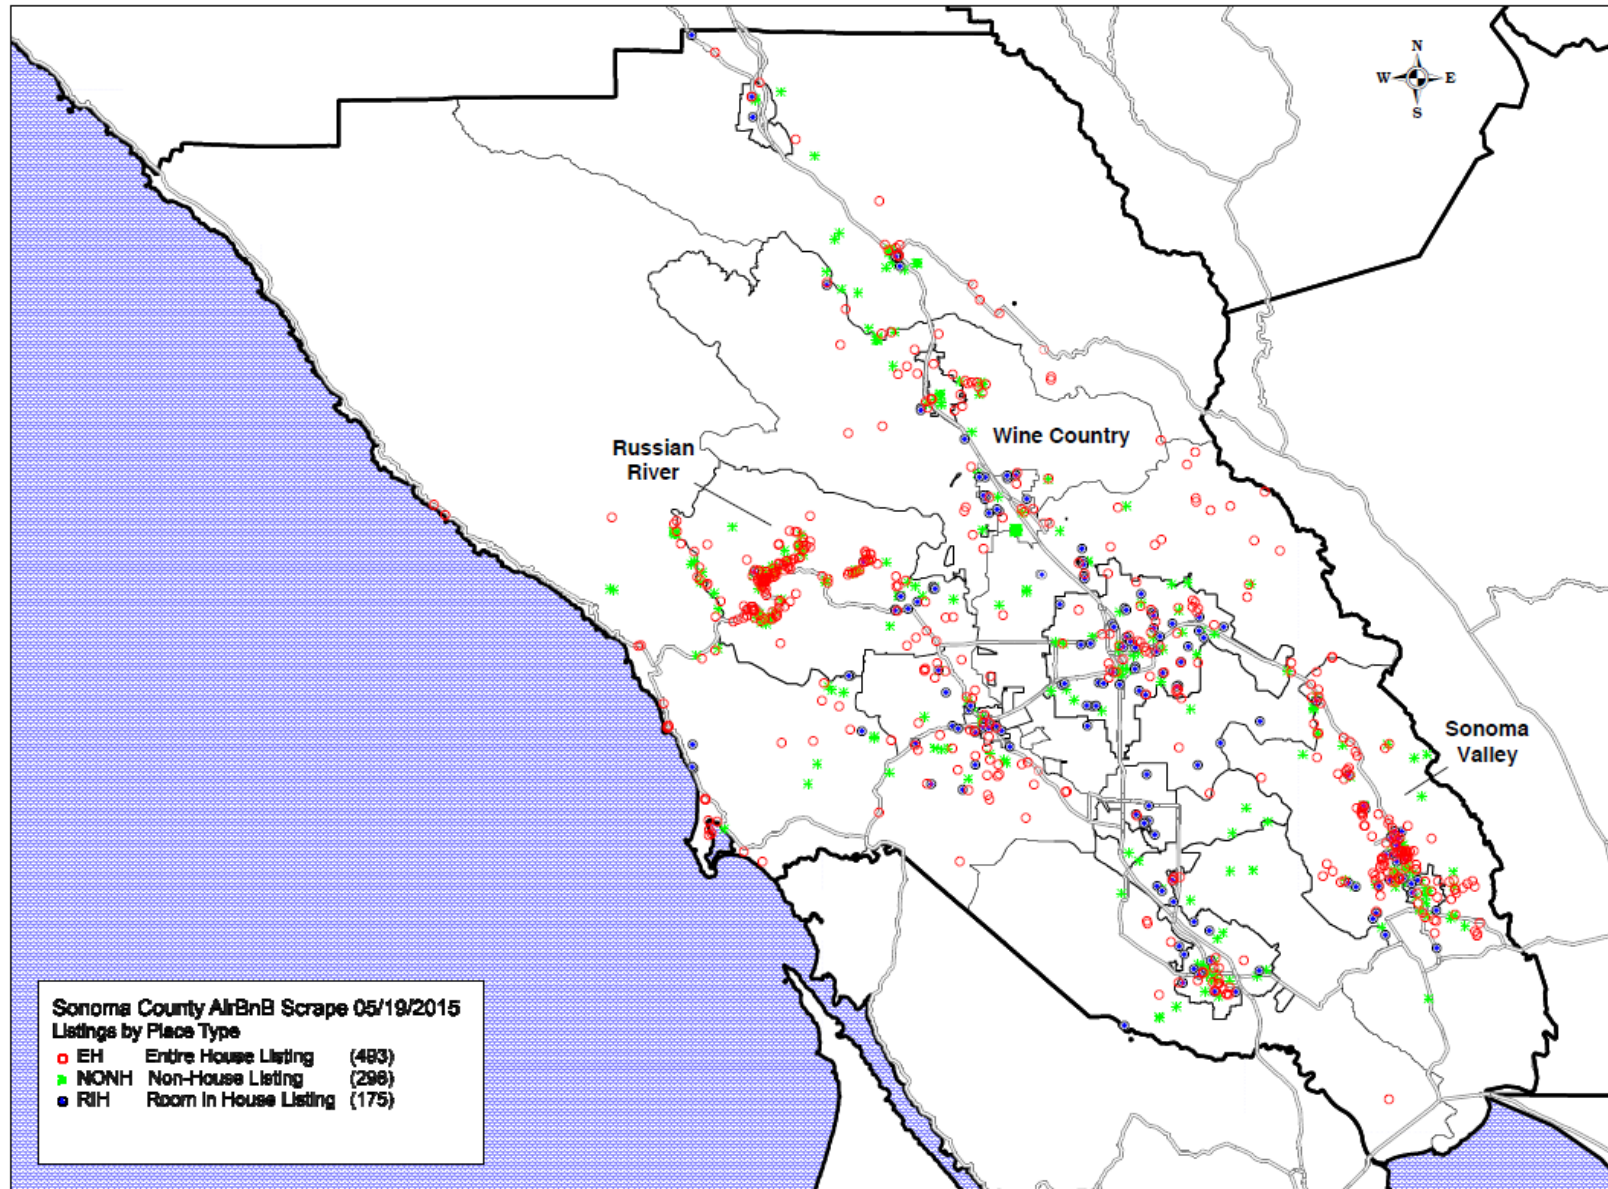 N
W E
S
Russian
River
Wine Country
Sonoma
Valley
Sonoma County AirBnB Scrape 05/19/2015
Listings by Place Type
EH Entire House Listing (493)
NONH Non-House Listing (296)
RIH Room in House Listing (175)